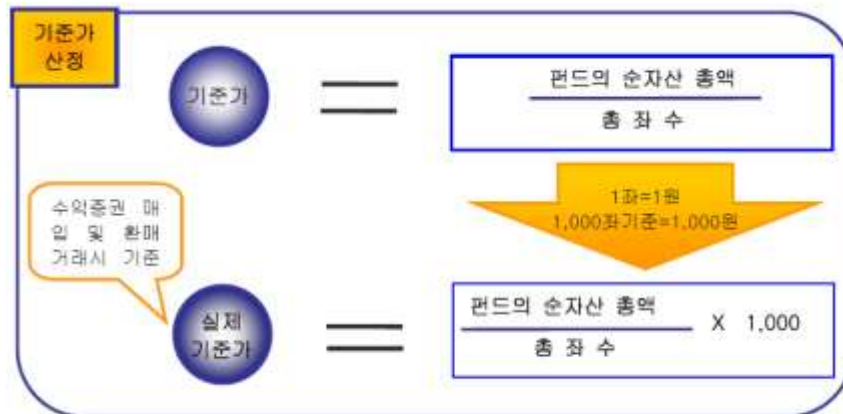 기준가
산정
기준가
펀드의 순자산 총액
총 좌 수
1좌=1원
1,000좌기준=1,000원
수익증권 매
입 및 환매
거래시 기준
실제
기준가
펀드의 순자산 총액
총 좌 수
X 1,000